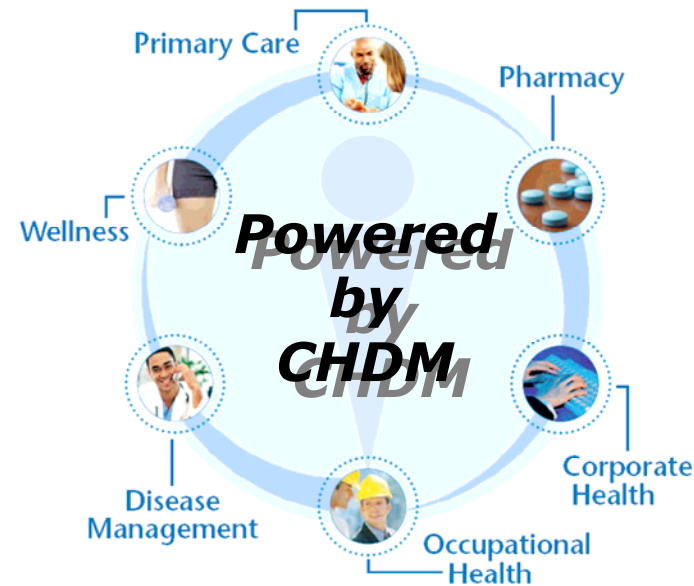 Primary Care
Pharmacy
Wellness
Powered
by
CHDM
Corporate
Health
Disease
Management
Occupational
Health